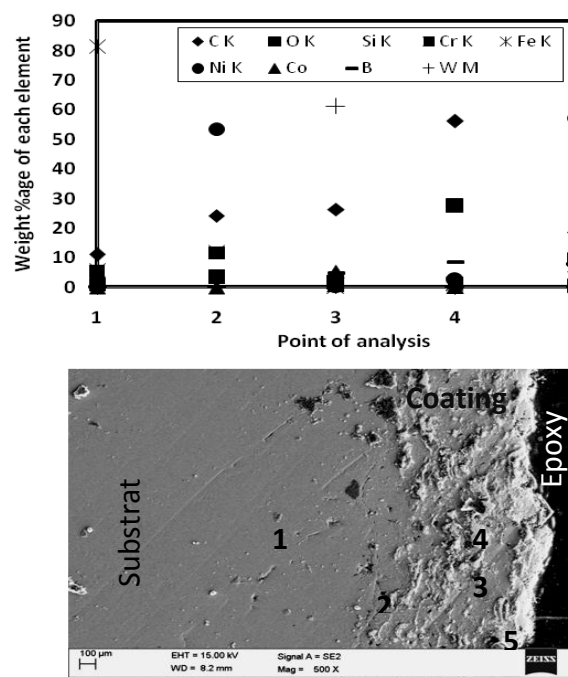 90
80
70
60
50
40
30
20
10
0
Weight %age of each element
C K O K Si K Cr K Fe K
Ni K Co B W M
1 2 3 4
Point of analysis
Coating
Epoxy
Substrat
1
4
3
2
5
100 µm
EHT = 15.00 kV Signal A = SE2
WD = 8.2 mm Mag = 500 X
ZEISS